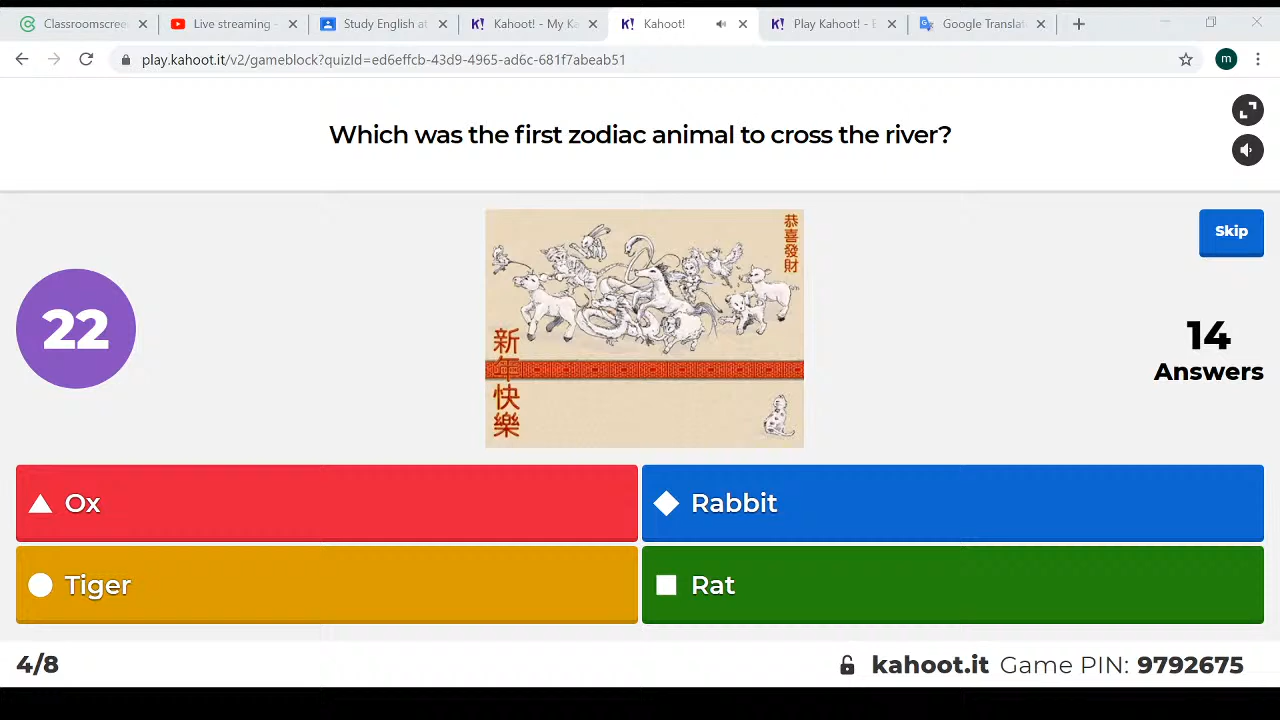 Classroomscree
Live streaming -
Study English at
Kahoot! - My Ka
Kahoot!
Play Kahoot! - E
Google Translat
play.kahoot.it/v2/gameblock?quizId=ed6effcb-43d9-4965-ad6c-681f7abeab51
m
Which was the first zodiac animal to cross the river?
恭喜發財
Skip
22
新年快樂
14
Answers
Ox
Rabbit
Tiger
Rat
4/8
kahoot.it Game PIN: 9792675